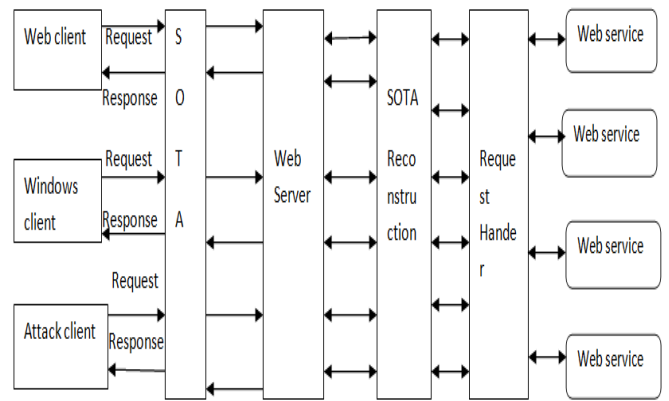 Web client
Request
Response
Windows
client
Request
Response
Attack client
Request
Response
S
O
T
A
Web
Server
SOTA
Reco
nstru
ction
Reque
st
Hande
r
Web service
Web service
Web service
Web service